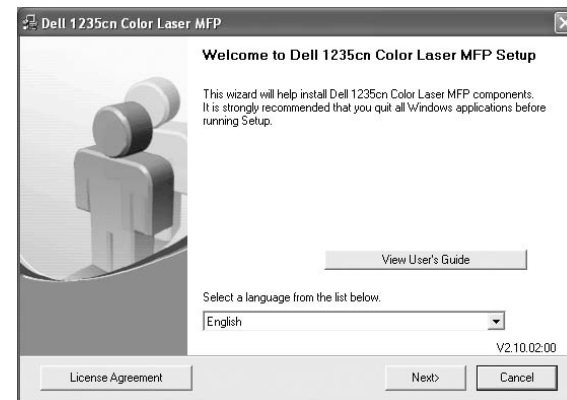 Dell 1235cn Color Laser MFP
Welcome to Dell 1235cn Color Laser MFP Setup
This wizard will help install Dell 1235cn Color Laser MFP components.
It is strongly recommended that you quit all Windows applications before
running Setup.
View User's Guide
Select a language from the list below.
English
V2.10.02:00
License Agreement
Next>
Cancel